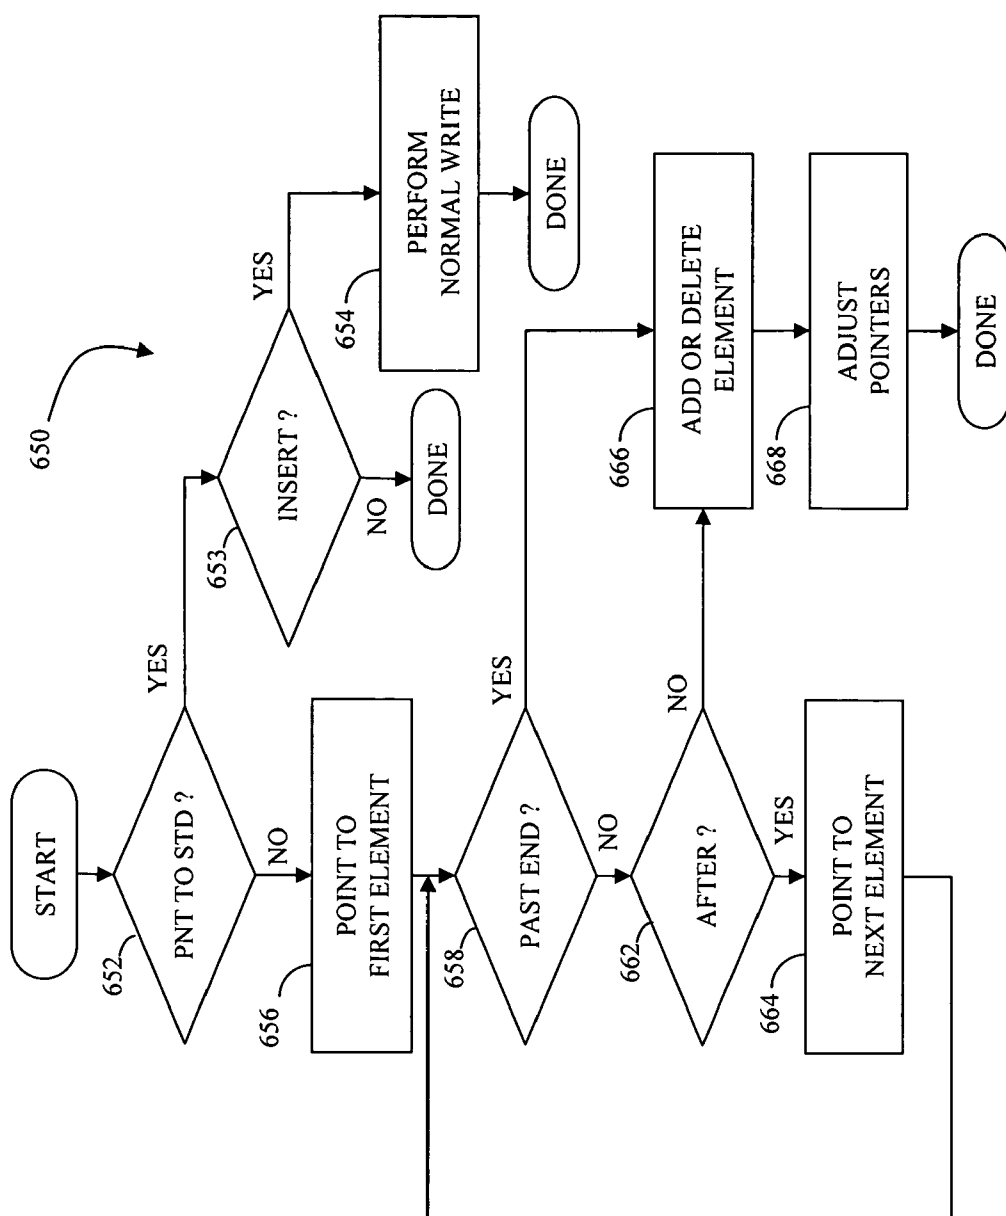 650
START
652
PNT TO STD ?
YES
NO
653
INSERT ?
YES
NO
DONE
654
PERFORM
NORMAL WRITE
DONE
656
POINT TO
FIRST ELEMENT
658
PAST END ?
YES
NO
662
AFTER ?
NO
YES
664
POINT TO
NEXT ELEMENT
666
ADD OR DELETE
ELEMENT
668
ADJUST
POINTERS
DONE